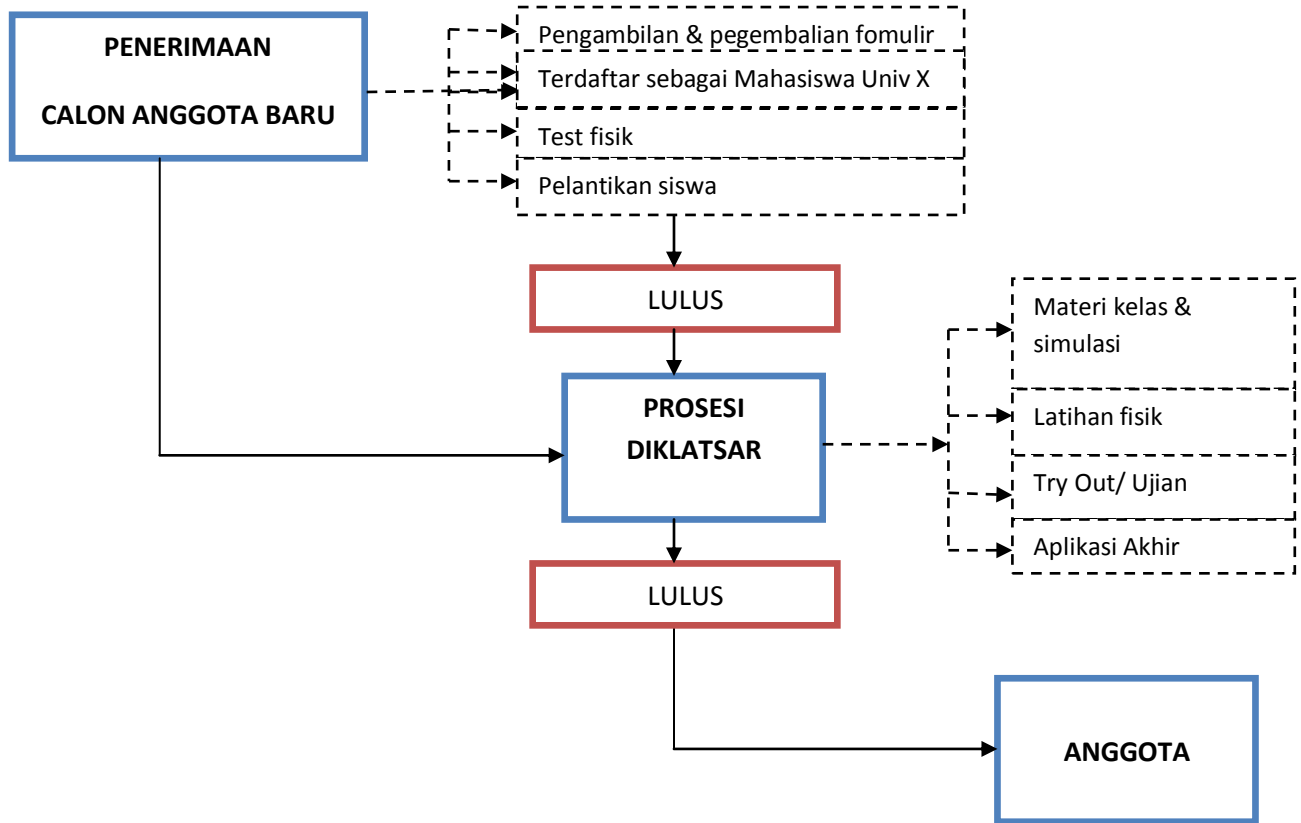 PENERIMAAN
CALON ANGGOTA BARU
Pengambilan & pegembalian fomulir
Terdaftar sebagai Mahasiswa Univ X
Test fisik
Pelantikan siswa
LULUS
Materi kelas &
simulasi
Latihan fisik
Try Out/ Ujian
Aplikasi Akhir
PROSESI
DIKLATSAR
LULUS
ANGGOTA